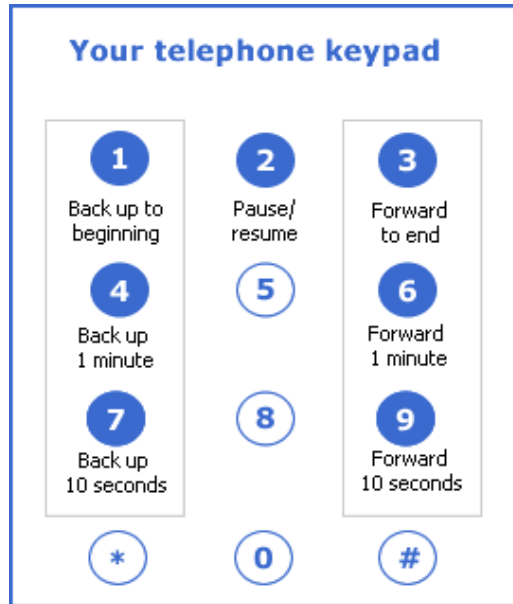 Your telephone keypad
1
Back up to
beginning
2
Pause/
resume
3
Forward
to end
4
Back up
1 minute
5
6
Forward
1 minute
7
Back up
10 seconds
8
9
Forward
10 seconds
*
0
#